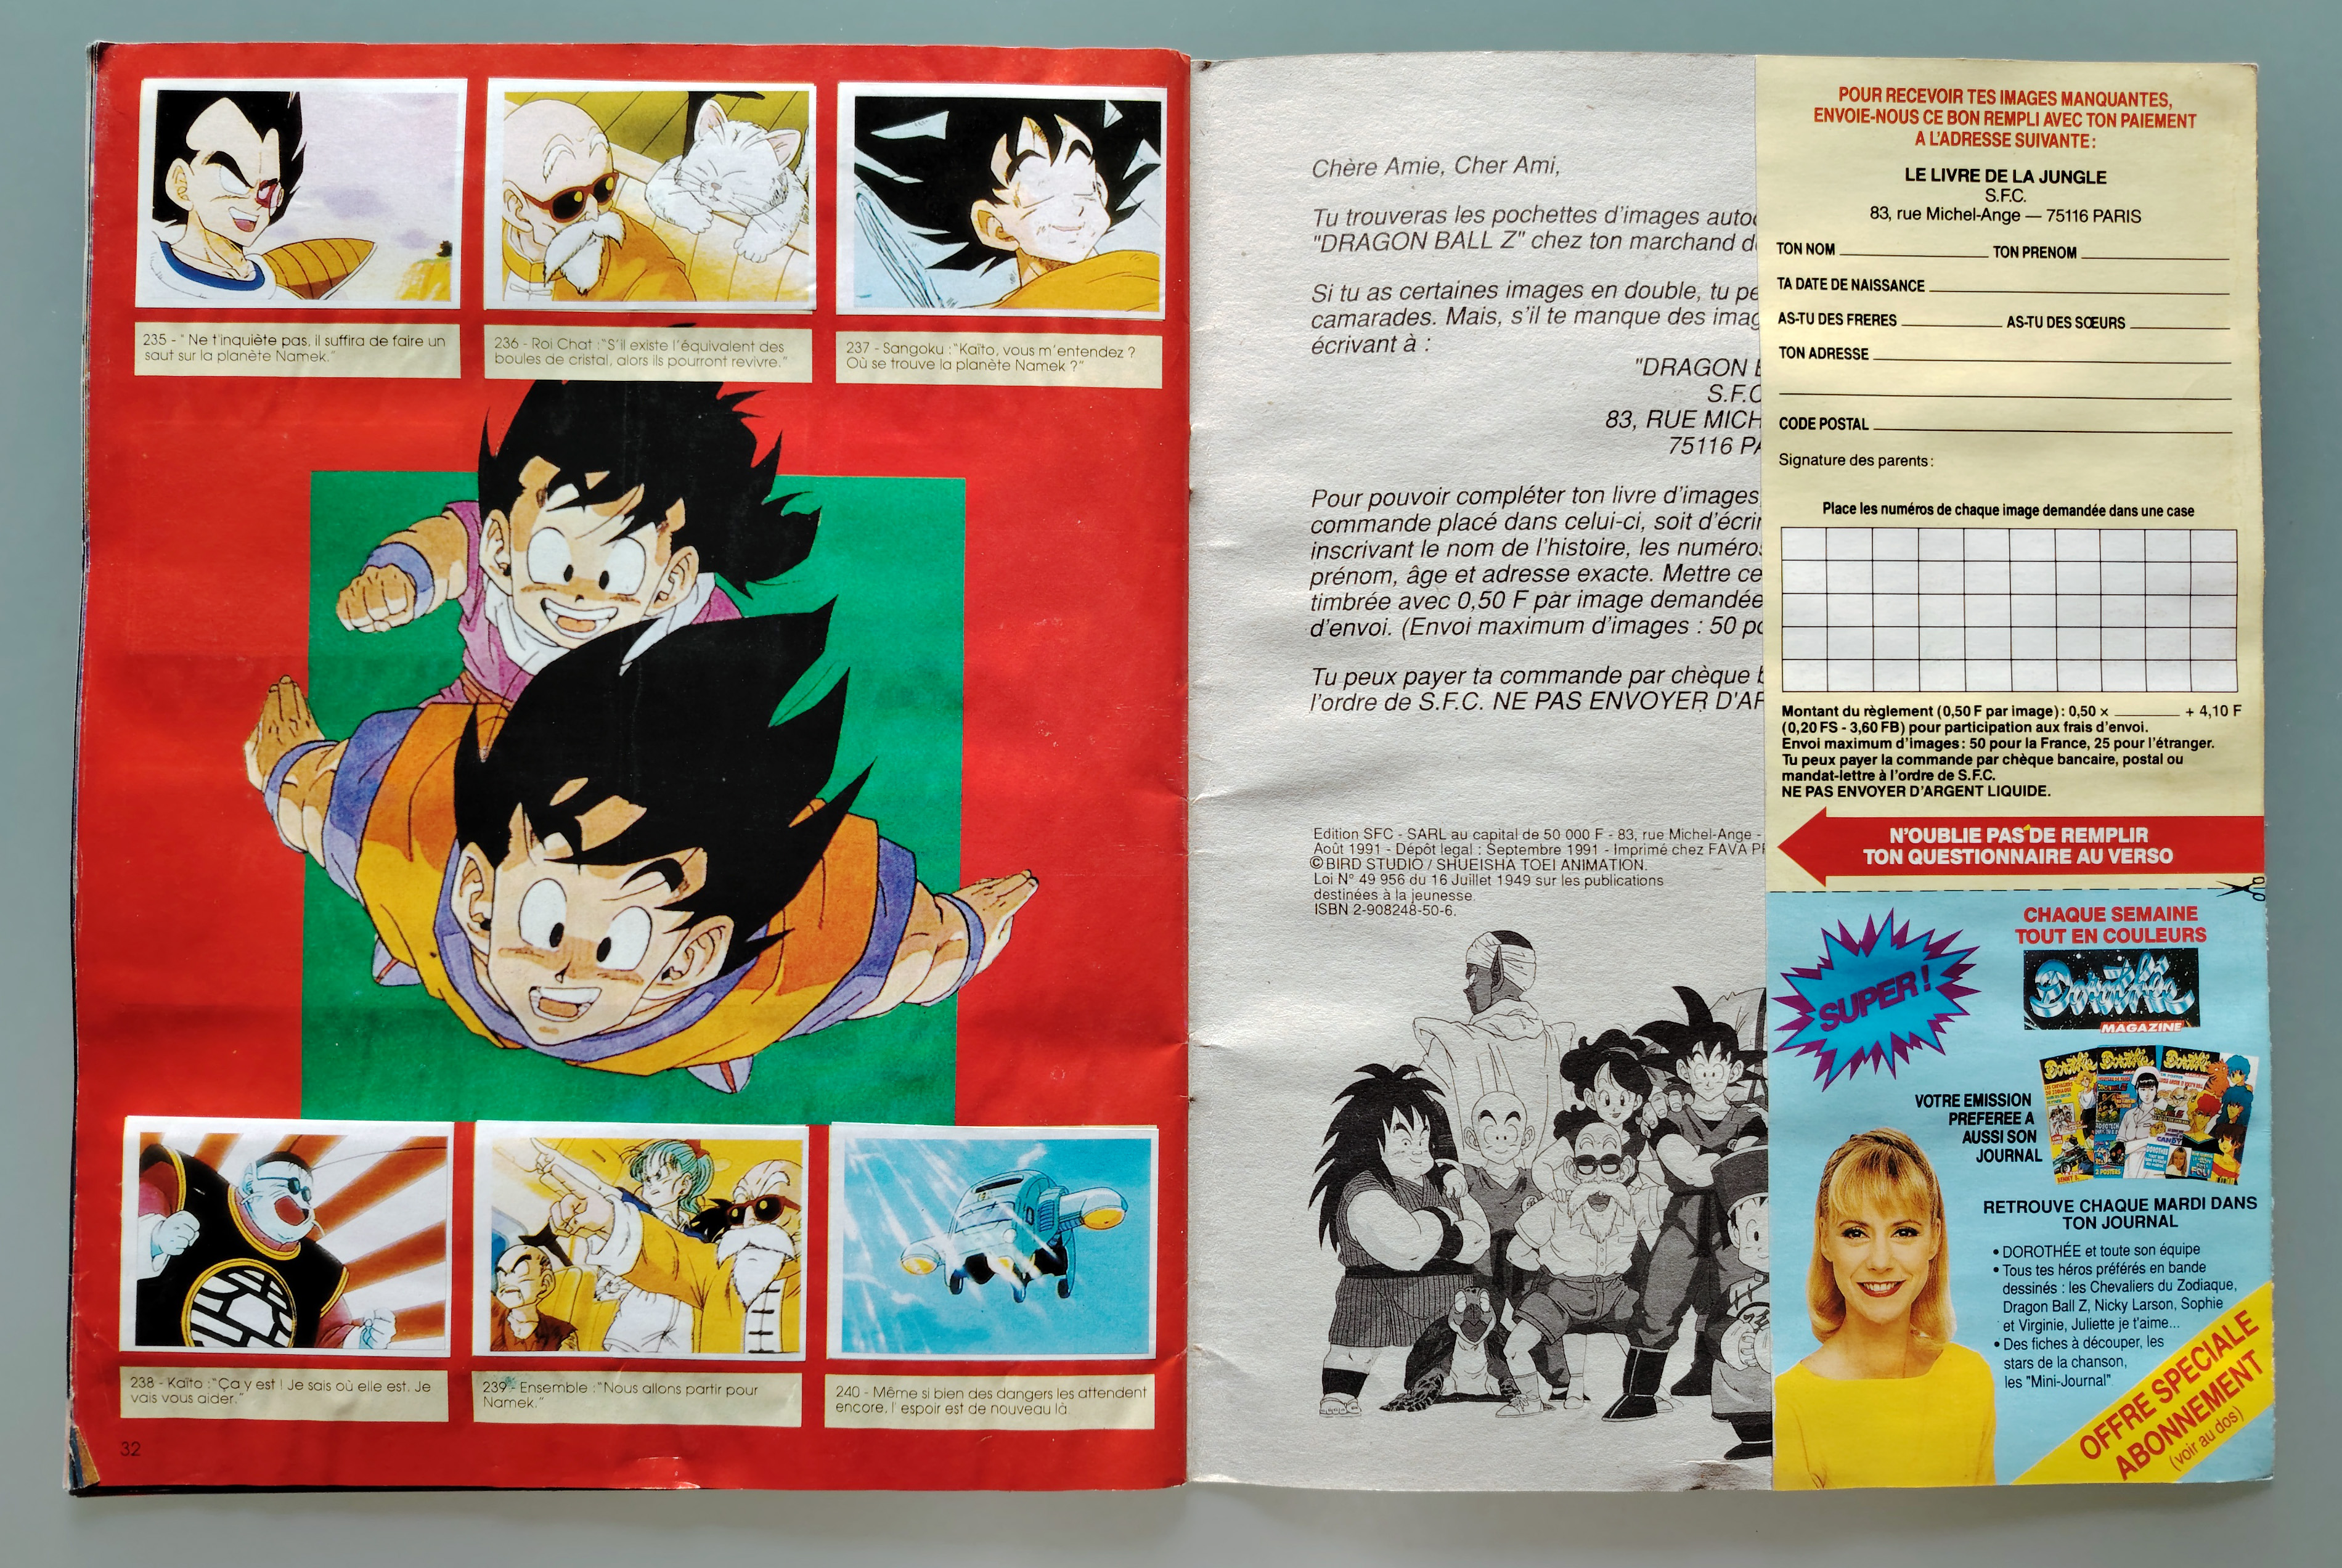 235 - " Ne t'inquiète pas, il suffira de faire un
saut sur la planète Namek."
236 - Roi Chat : "S'il existe l'équivalent des
boules de cristal, alors ils pourront revivre."
237 - Sangoku : "Kaïto, vous m'entendez ?
Où se trouve la planète Namek ?"
238 - Kaïto : "Ça y est ! Je sais où elle est. Je
vais vous aider."
239 - Ensemble : "Nous allons partir pour
Namek."
240 - Même si bien des dangers les attendent
encore, l'espoir est de nouveau là.
32
Chère Amie, Cher Ami,
Tu trouveras les pochettes d'images
"DRAGON BALL Z" chez ton marchand
Si tu as certaines images en double, tu
camarades. Mais, s'il te manque des
écrivant à :
"DRAGON
S.F.C
83, RUE
75116
Pour pouvoir compléter ton livre d'images
commande placé dans celui-ci, soit
inscrivant le nom de l'histoire, les
prénom, âge et adresse exacte. Mettre
timbrée avec 0,50 F par image demandée
d'envoi. (Envoi maximum d'images : 50
Tu peux payer ta commande par chèque
l'ordre de S.F.C. NE PAS ENVOYER
Edition SFC - SARL au capital de 50 000 F - 83, rue Michel-Ange -
Août 1991 - Dépôt legal : Septembre 1991 - Imprimé chez FAVA
© BIRD STUDIO / SHUEISHA TOEI ANIMATION.
Loi N° 49 956 du 16 Juillet 1949 sur les publications
destinées à la jeunesse.
ISBN 2-908248-50-6.
POUR RECEVOIR TES IMAGES MANQUANTES,
ENVOIE-NOUS CE BON REMPLI AVEC TON PAIEMENT
A L'ADRESSE SUIVANTE :
LE LIVRE DE LA JUNGLE
S.F.C.
83, rue Michel-Ange — 75116 PARIS
TON NOM TON PRENOM
TA DATE DE NAISSANCE
AS-TU DES FRERES AS-TU DES SŒURS
TON ADRESSE
CODE POSTAL
Signature des parents :
Place les numéros de chaque image demandée dans une case
Montant du règlement (0,50 F par image) : 0,50 × + 4,10 F
(0,20 FS - 3,60 FB) pour participation aux frais d'envoi.
Envoi maximum d'images : 50 pour la France, 25 pour l'étranger.
Tu peux payer la commande par chèque bancaire, postal ou
mandat-lettre à l'ordre de S.F.C.
NE PAS ENVOYER D'ARGENT LIQUIDE.
N'OUBLIE PAS DE REMPLIR
TON QUESTIONNAIRE AU VERSO
SUPER !
CHAQUE SEMAINE
TOUT EN COULEURS
Dorothée
MAGAZINE
VOTRE EMISSION
PREFEREE A
AUSSI SON
JOURNAL
RETROUVE CHAQUE MARDI DANS
TON JOURNAL
• DOROTHÉE et toute son équipe
• Tous tes héros préférés en bande
dessinés : les Chevaliers du Zodiaque,
Dragon Ball Z, Nicky Larson, Sophie
et Virginie, Juliette je t'aime...
• Des fiches à découper, les
stars de la chanson,
les "Mini-Journal"
OFFRE SPECIALE
ABONNEMENT
(voir au dos)